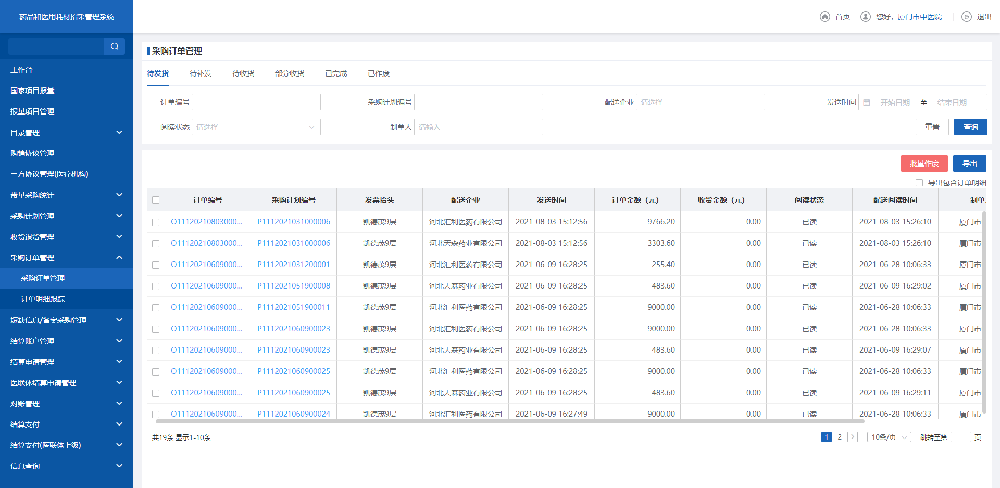 药品和医用耗材招采管理系统
首页 您好，厦门市中医院 退出
工作台
国家项目报量
报量项目管理
目录管理
购销协议管理
三方协议管理(医疗机构)
带量采购统计
采购计划管理
收货退货管理
采购订单管理
采购订单管理
订单明细跟踪
短缺信息/备案采购管理
结算账户管理
结算申请管理
医联体结算申请管理
对账管理
结算支付
结算支付(医联体上级)
信息查询
采购订单管理
待发货 待补发 待收货 部分收货 已完成 已作废
订单编号 采购计划编号 配送企业 请选择 发送时间 开始日期 至 结束日期
阅读状态 请选择 制单人 请输入 重置 查询
批量作废 导出
导出包含订单明细
订单编号 采购计划编号 发票抬头 配送企业 发送时间 订单金额（元） 收货金额（元） 阅读状态 配送阅读时间 制单
O11120210803000... P1112021031000006 凯德茂9层 河北汇利医药有限公司 2021-08-03 15:12:56 9766.20 0.00 已读 2021-08-03 15:26:10 厦门市
O11120210803000... P1112021031000006 凯德茂9层 河北天森药业有限公司 2021-08-03 15:12:56 3303.60 0.00 已读 2021-08-03 15:26:10 厦门市
O11120210609000... P1112021031200001 凯德茂9层 河北汇利医药有限公司 2021-06-09 16:28:25 255.40 0.00 已读 2021-06-28 10:06:33 厦门市
O11120210609000... P1112021051900008 凯德茂9层 河北天森药业有限公司 2021-06-09 16:28:25 483.60 0.00 已读 2021-06-09 16:29:02 厦门市
O11120210609000... P1112021051900011 凯德茂9层 河北汇利医药有限公司 2021-06-09 16:28:25 9000.00 0.00 已读 2021-06-28 10:06:33 厦门市
O11120210609000... P1112021060900023 凯德茂9层 河北汇利医药有限公司 2021-06-09 16:28:25 9000.00 0.00 已读 2021-06-28 10:06:33 厦门市
O11120210609000... P1112021060900023 凯德茂9层 河北天森药业有限公司 2021-06-09 16:28:25 483.60 0.00 已读 2021-06-09 16:29:07 厦门市
O11120210609000... P1112021060900025 凯德茂9层 河北汇利医药有限公司 2021-06-09 16:28:25 9000.00 0.00 已读 2021-06-28 10:06:33 厦门市
O11120210609000... P1112021060900025 凯德茂9层 河北天森药业有限公司 2021-06-09 16:28:25 483.60 0.00 已读 2021-06-09 16:29:11 厦门市
O11120210609000... P1112021060900024 凯德茂9层 河北汇利医药有限公司 2021-06-09 16:27:49 9000.00 0.00 已读 2021-06-28 10:06:33 厦门市
共19条 显示1-10条 1 2 10条/页 跳转至第 页